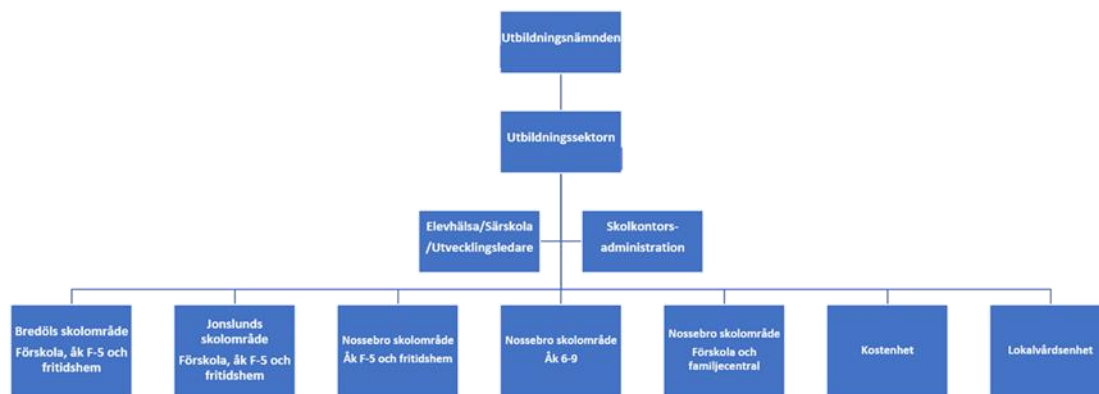 Utbildningsnämnden
Utbildningssektorn
Elevhälsa/Särskola
/Utvecklingsledare
Skolkontors-
administration
Bredöls skolområde
Förskola, åk F-5 och
fritidshem
Jonslunds
skolområde
Förskola, åk F-5 och
fritidshem
Nossebro skolområde
Åk F-5 och fritidshem
Nossebro skolområde
Åk 6-9
Nossebro skolområde
Förskola och
familjecentral
Kostenhet
Lokalvårdsenhet